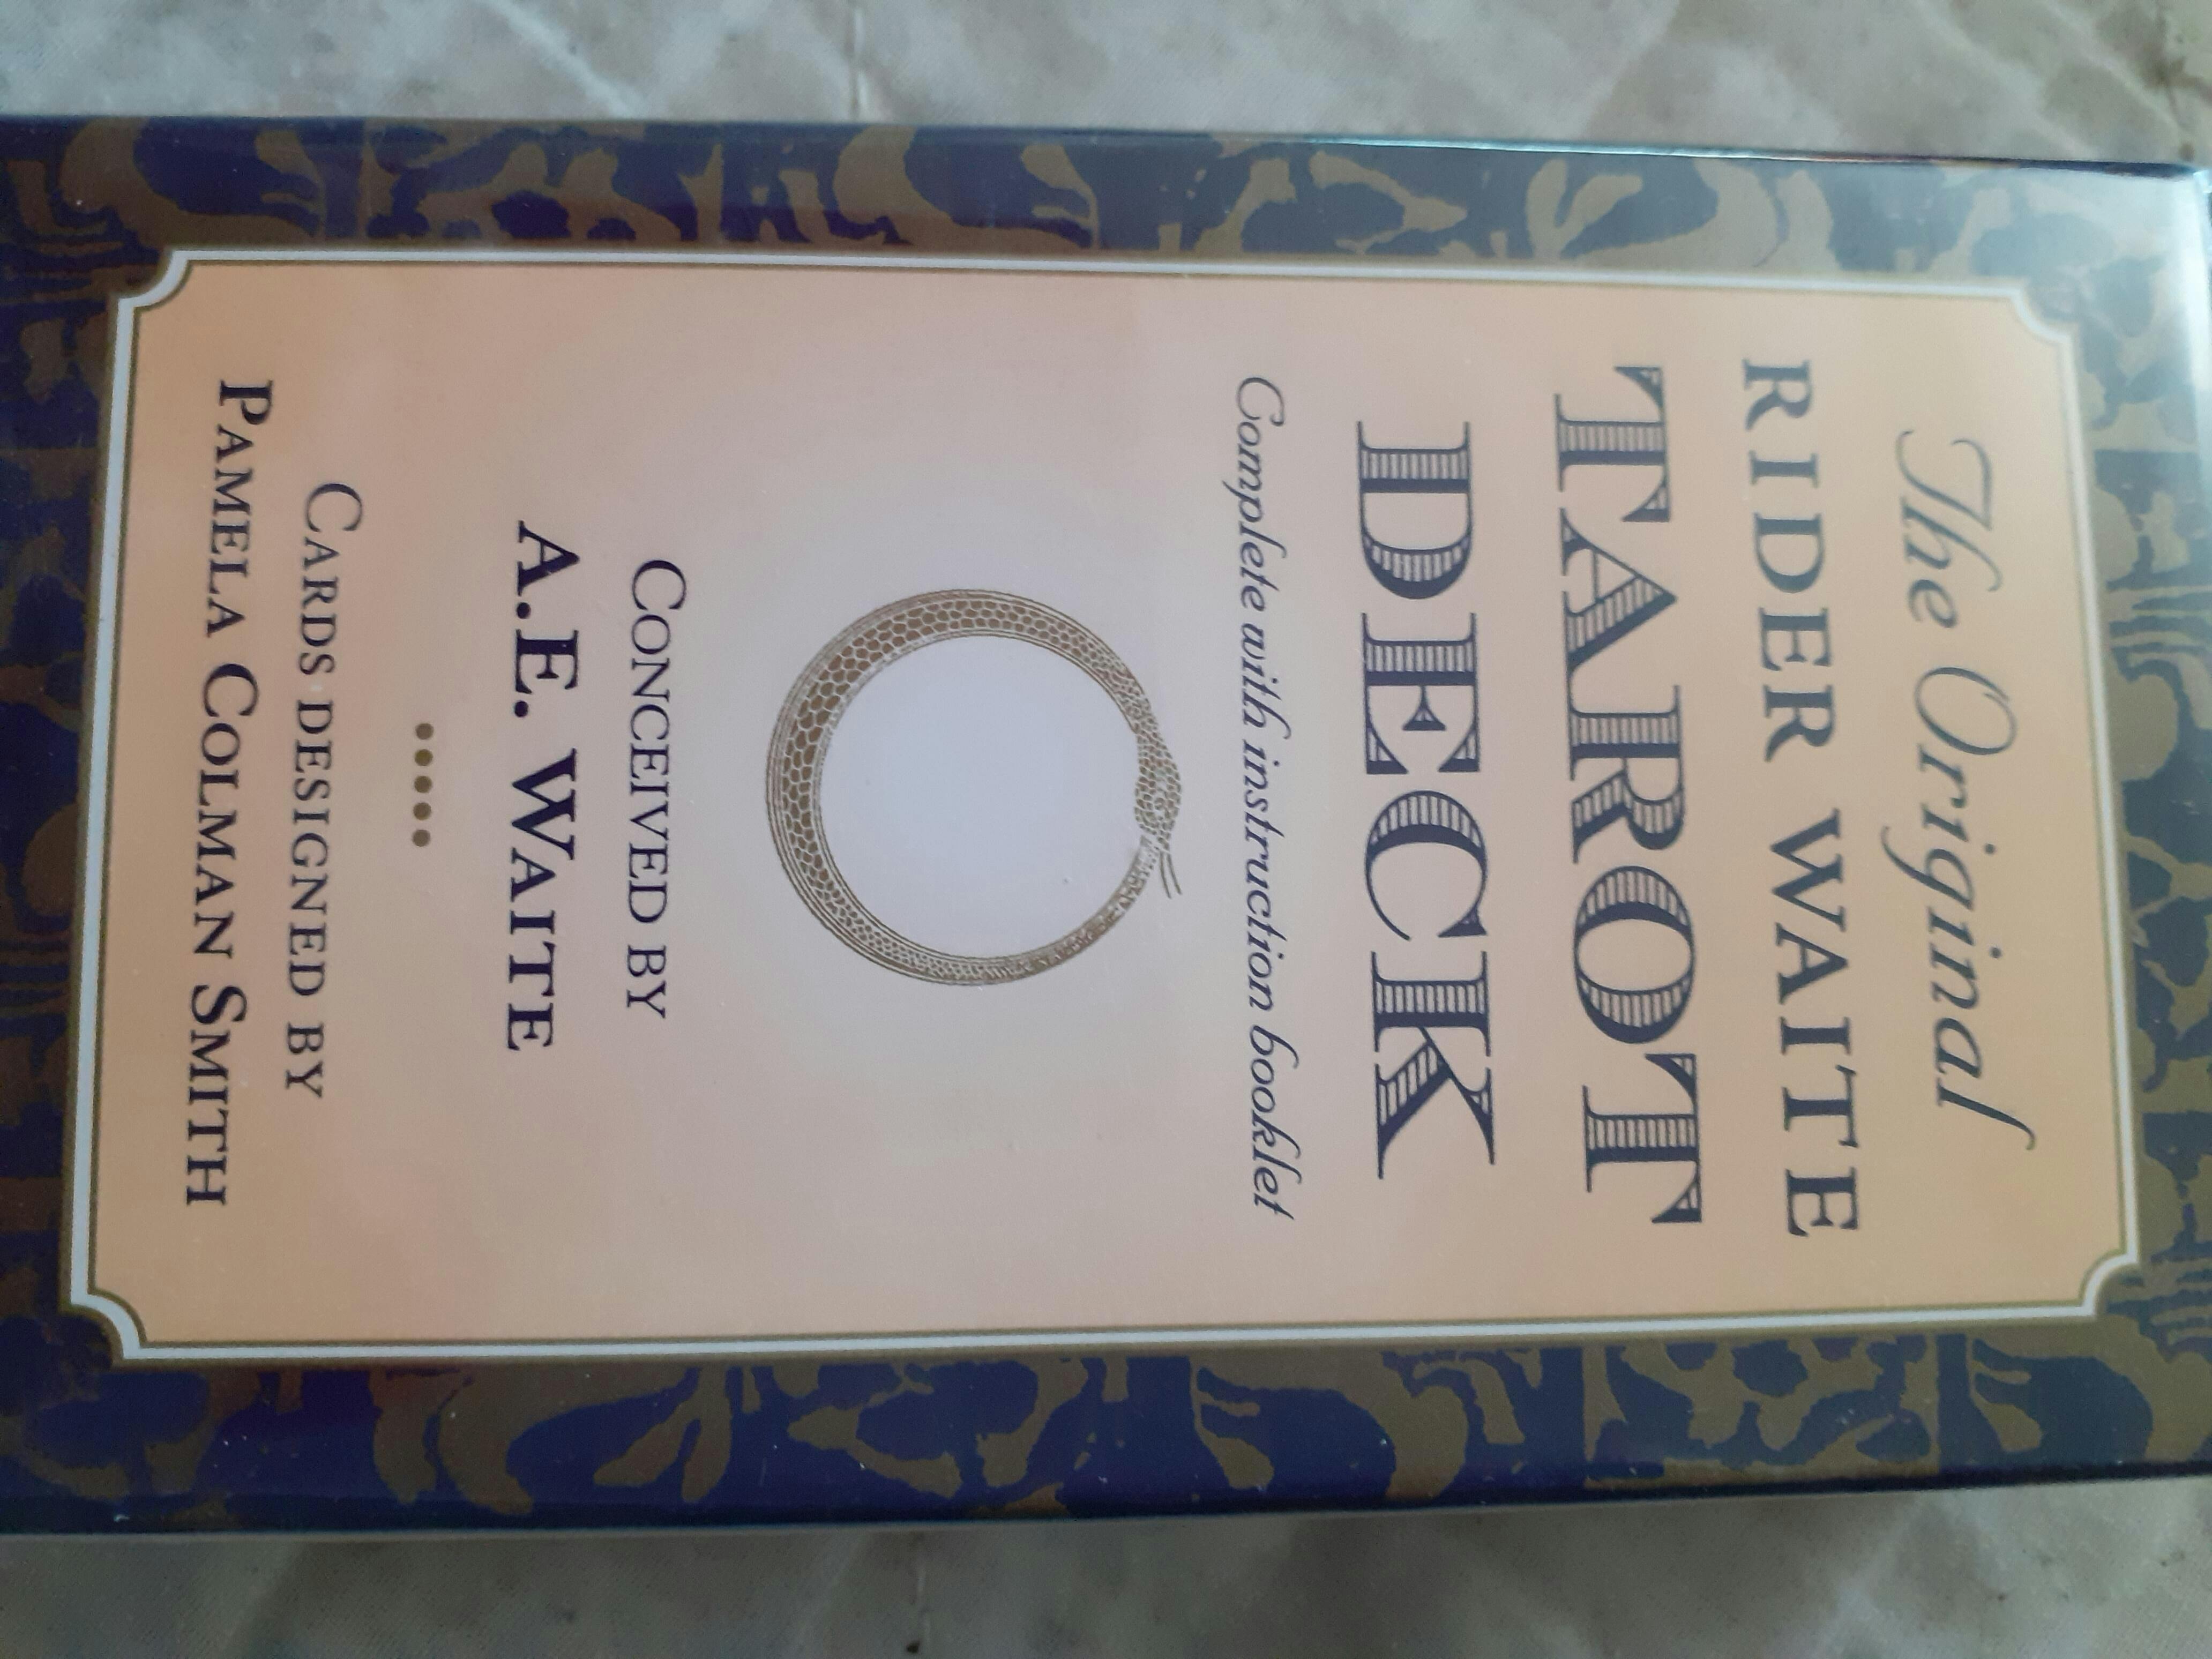 The Original
RIDER WAITE
TAROT
DECK
Complete with instruction booklet
CONCEIVED BY
A.E. WAITE
CARDS DESIGNED BY
PAMELA COLMAN SMITH